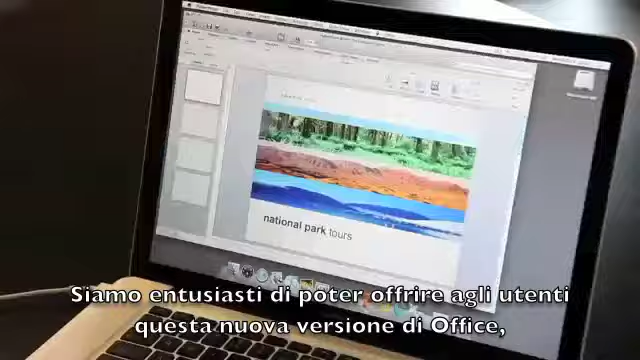 national park tours
Siamo entusiasti di poter offrire agli utenti
questa nuova versione di Office,